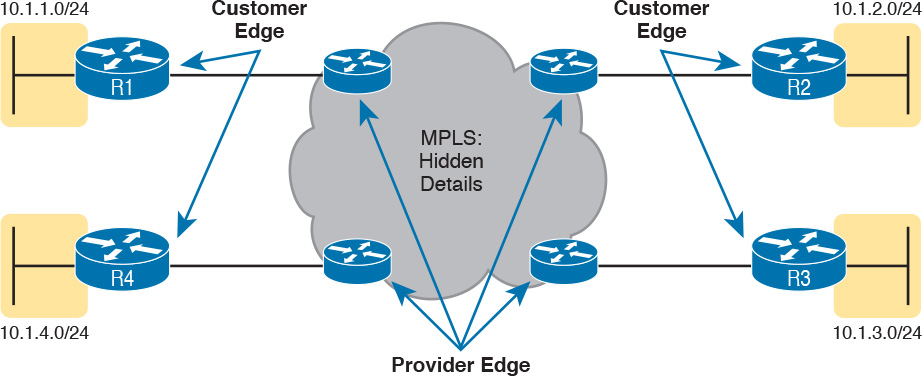 10.1.1.0/24
Customer
Edge
Customer
Edge
10.1.2.0/24
R1
R2
MPLS:
Hidden
Details
R4
R3
10.1.4.0/24
10.1.3.0/24
Provider Edge